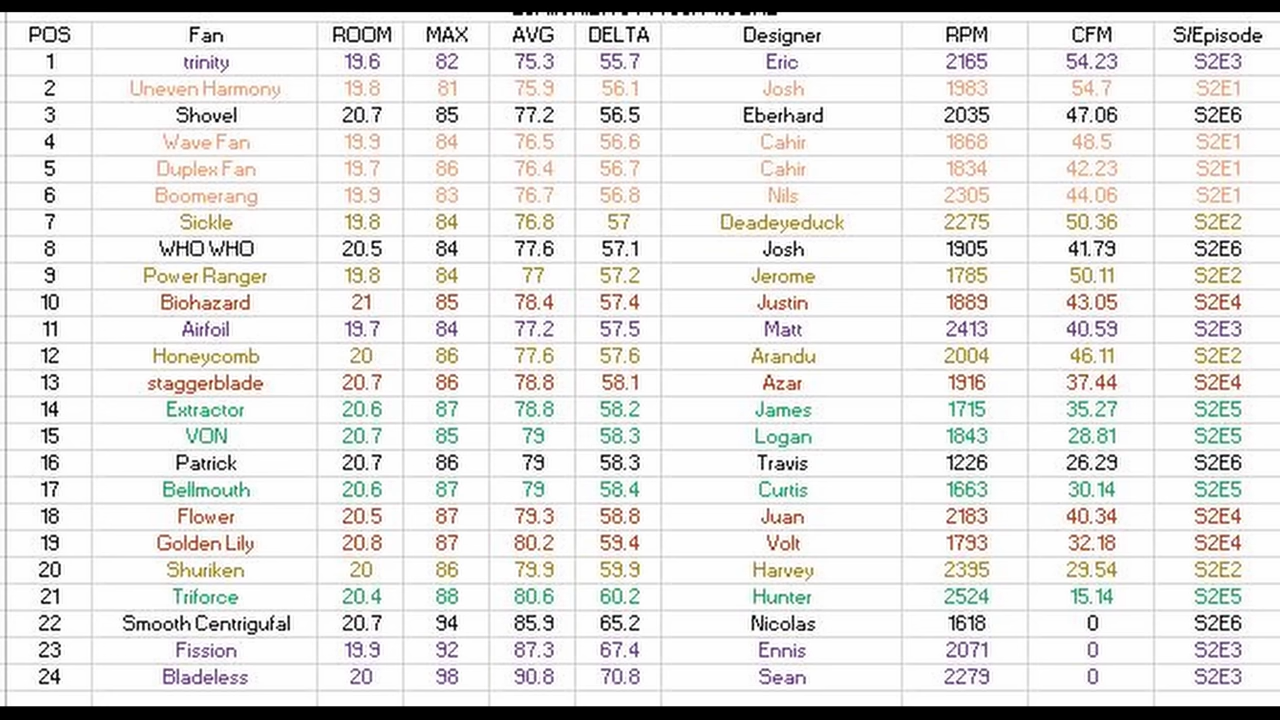 POS Fan ROOM MAX AVG DELTA Designer RPM CFM S/Episode
1 trinity 19.6 82 75.3 55.7 Eric 2165 54.23 S2E3
2 Uneven Harmony 19.8 81 75.9 56.1 Josh 1983 54.7 S2E1
3 Shovel 20.7 85 77.2 56.5 Eberhard 2035 47.06 S2E6
4 Wave Fan 19.9 84 76.5 56.6 Cahir 1868 48.5 S2E1
5 Duplex Fan 19.7 86 76.4 56.7 Cahir 1834 42.23 S2E1
6 Boomerang 19.9 83 76.7 56.8 Nils 2305 44.06 S2E1
7 Sickle 19.8 84 76.8 57 Deadeyeduck 2275 50.36 S2E2
8 WHO WHO 20.5 84 77.6 57.1 Josh 1905 41.79 S2E6
9 Power Ranger 19.8 84 77 57.2 Jerome 1785 50.11 S2E2
10 Biohazard 21 85 78.4 57.4 Justin 1889 43.05 S2E4
11 Airfoil 19.7 84 77.2 57.5 Matt 2413 40.59 S2E3
12 Honeycomb 20 86 77.6 57.6 Arandu 2004 46.11 S2E2
13 staggerblade 20.7 86 78.8 58.1 Azar 1916 37.44 S2E4
14 Extractor 20.6 87 78.8 58.2 James 1715 35.27 S2E5
15 VON 20.7 85 79 58.3 Logan 1843 28.81 S2E5
16 Patrick 20.7 86 79 58.3 Travis 1226 26.29 S2E6
17 Bellmouth 20.6 87 79 58.4 Curtis 1663 30.14 S2E5
18 Flower 20.5 87 79.3 58.8 Juan 2183 40.34 S2E4
19 Golden Lily 20.8 87 80.2 59.4 Volt 1793 32.18 S2E4
20 Shuriken 20 86 79.9 59.9 Harvey 2395 29.54 S2E2
21 Triforce 20.4 88 80.6 60.2 Hunter 2524 15.14 S2E5
22 Smooth Centrigufal 20.7 94 85.9 65.2 Nicolas 1618 0 S2E6
23 Fission 19.9 92 87.3 67.4 Ennis 2071 0 S2E3
24 Bladeless 20 98 90.8 70.8 Sean 2279 0 S2E3